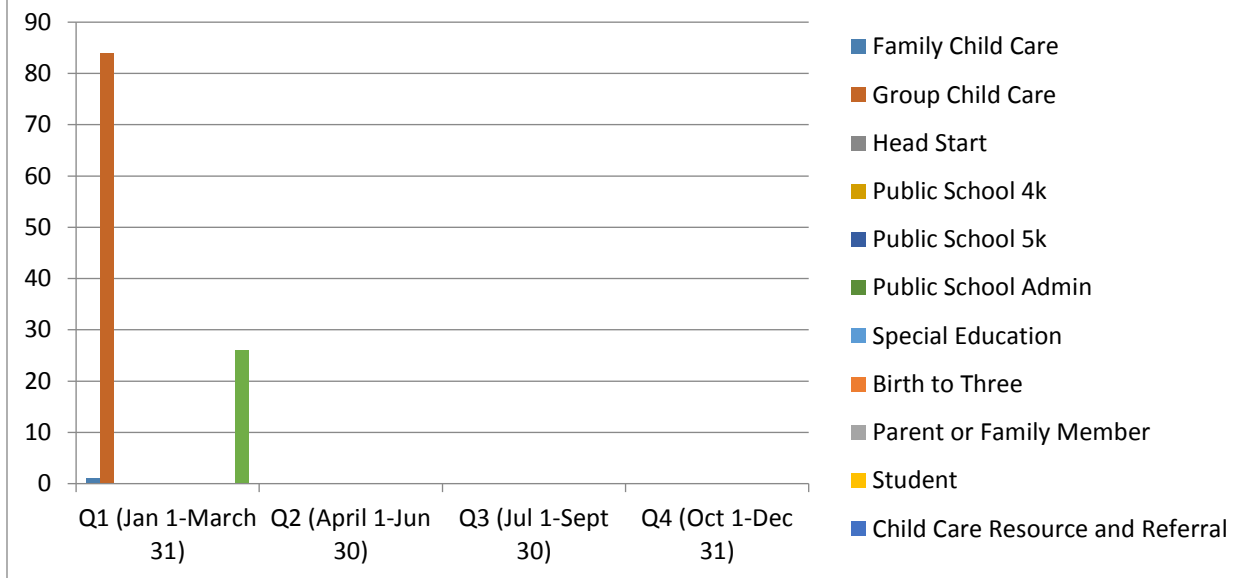 90
80
70
60
50
40
30
20
10
0
Q1 (Jan 1-March
31)
Q2 (April 1-Jun
30)
Q3 (Jul 1-Sept
30)
Q4 (Oct 1-Dec
31)
Family Child Care
Group Child Care
Head Start
Public School 4k
Public School 5k
Public School Admin
Special Education
Birth to Three
Parent or Family Member
Student
Child Care Resource and Referral